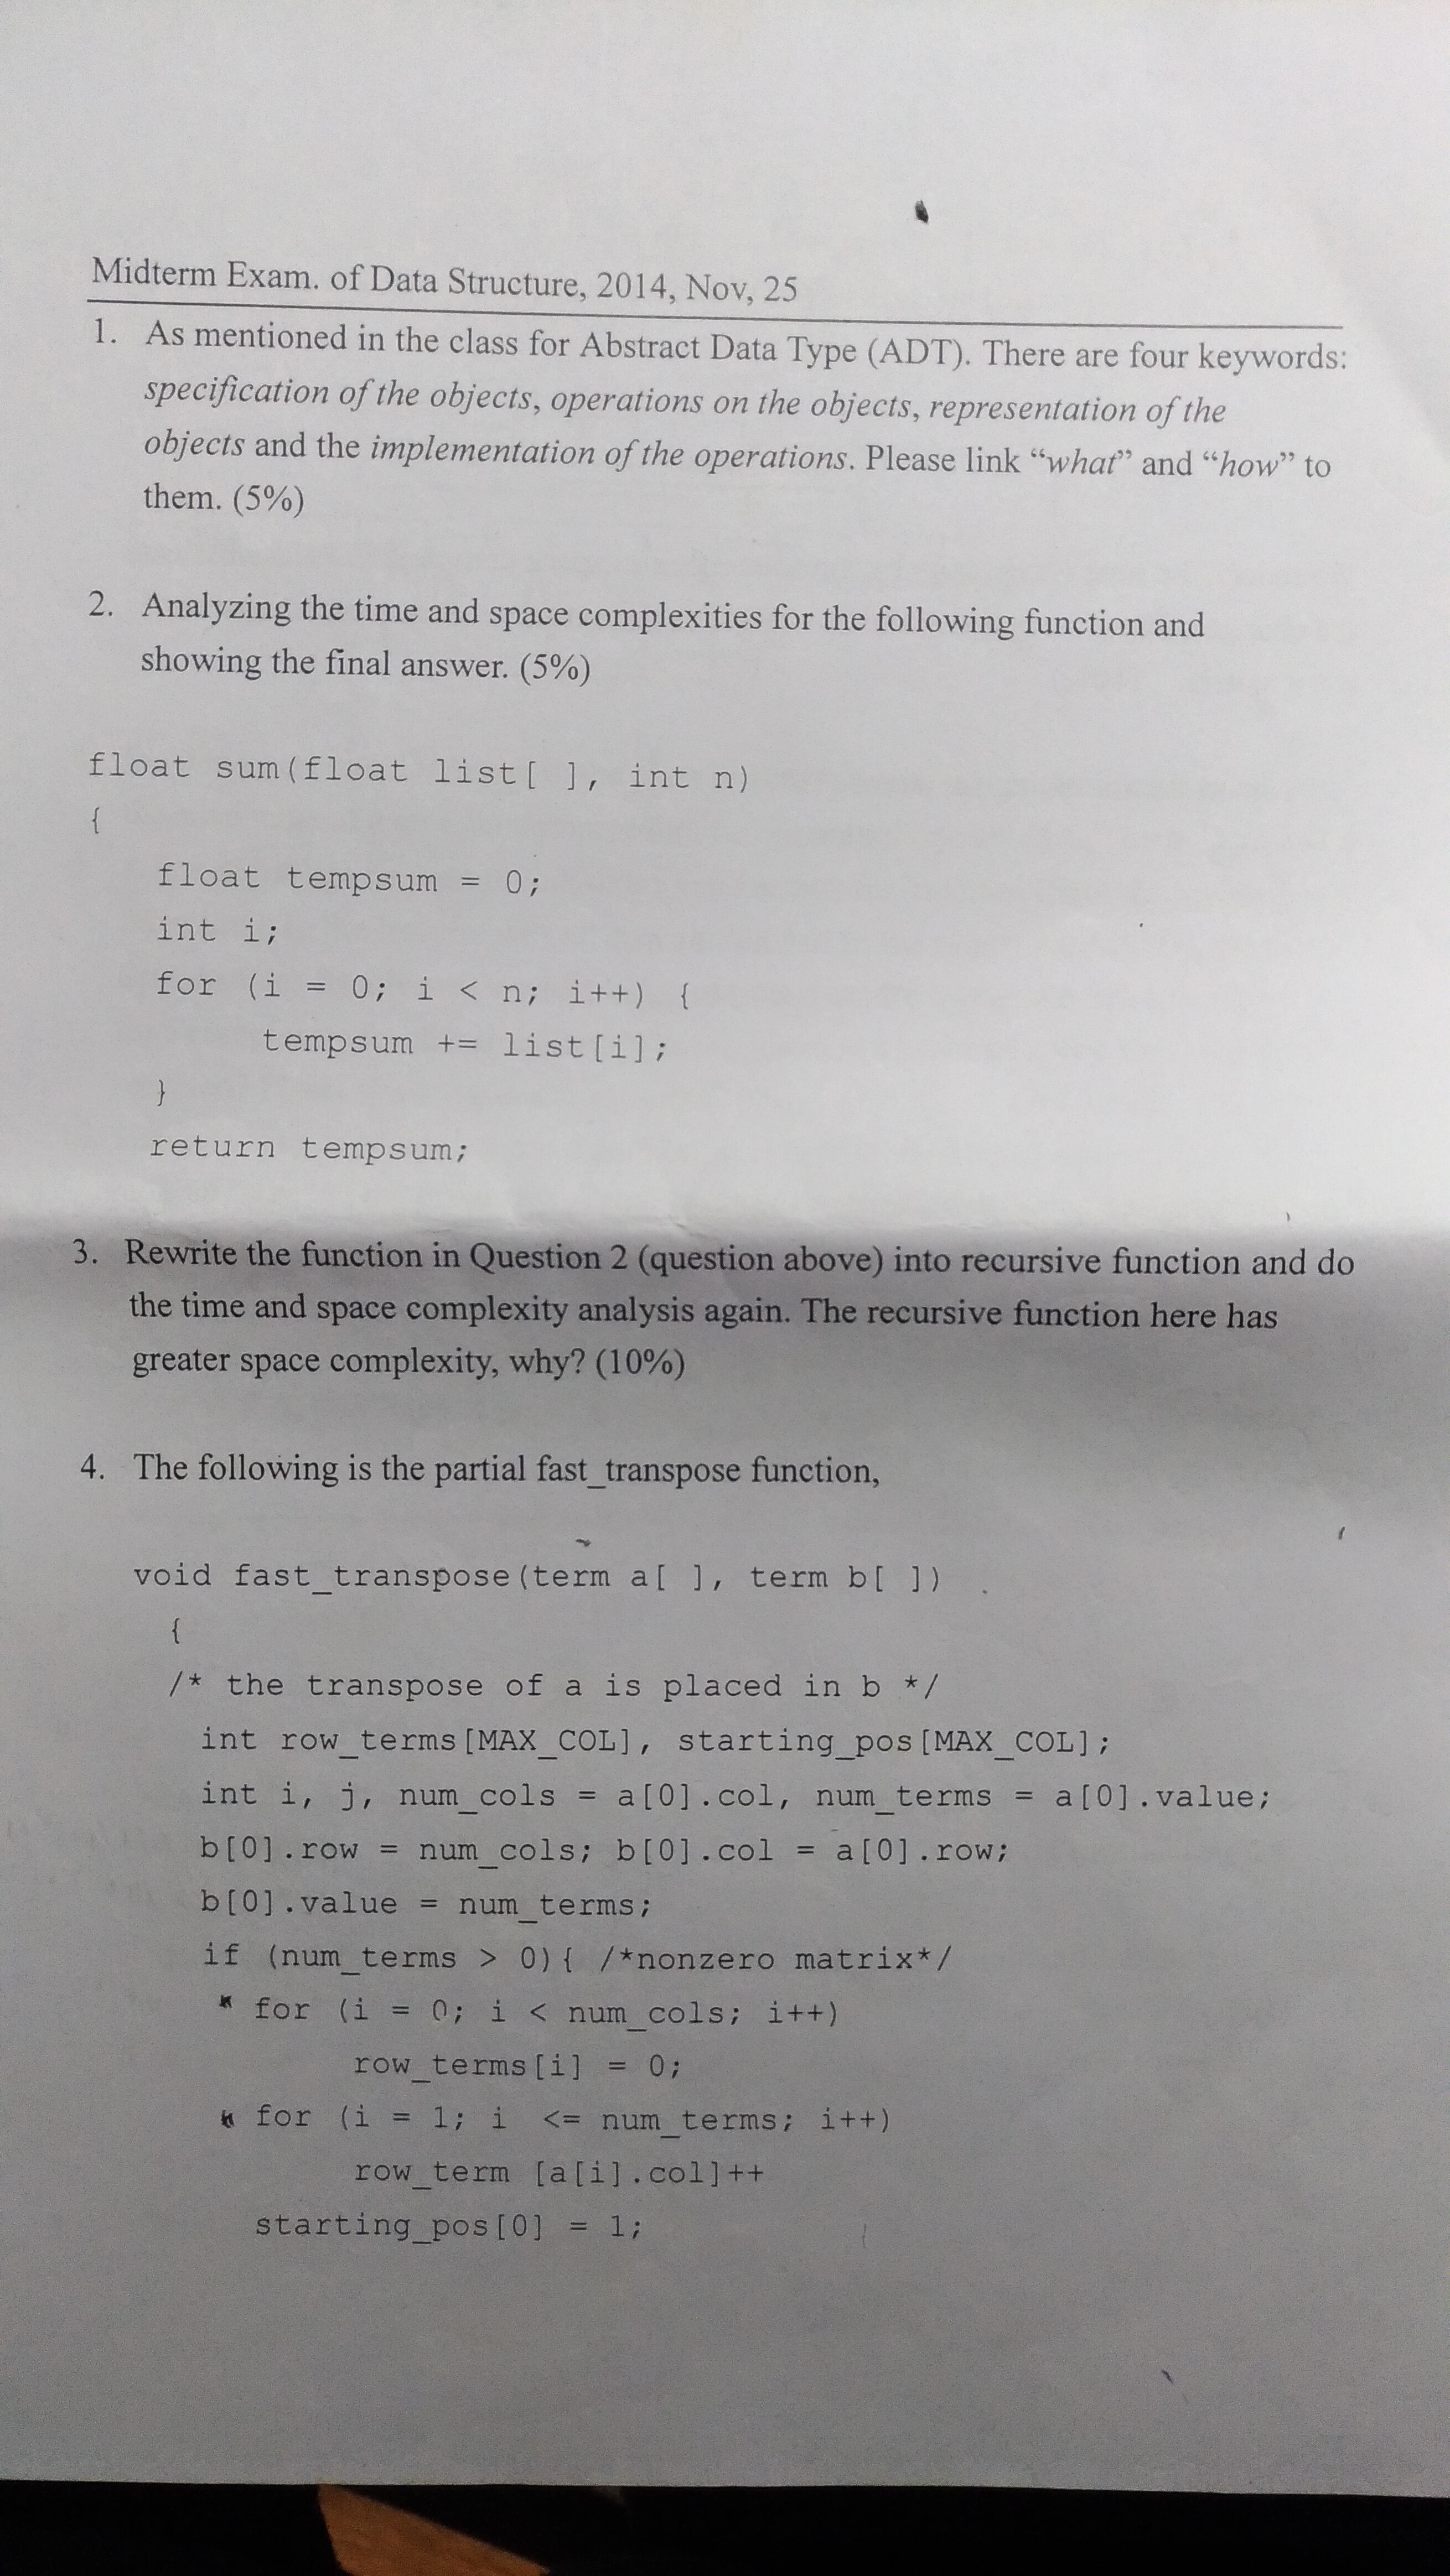 Midterm Exam. of Data Structure, 2014, Nov, 25
1. As mentioned in the class for Abstract Data Type (ADT). There are four keywords:
specification of the objects, operations on the objects, representation of the
objects and the implementation of the operations. Please link “what” and “how” to
them. (5%)
2. Analyzing the time and space complexities for the following function and
showing the final answer. (5%)
float sum(float list[ ], int n)
{
float tempsum = 0;
int i;
for (i = 0; i < n; i++) {
tempsum += list[i];
}
return tempsum;
3. Rewrite the function in Question 2 (question above) into recursive function and do
the time and space complexity analysis again. The recursive function here has
greater space complexity, why? (10%)
4. The following is the partial fast_transpose function,
void fast_transpose(term a[ ], term b[ ])
{
/* the transpose of a is placed in b */
int row_terms[MAX_COL], starting_pos[MAX_COL];
int i, j, num_cols = a[0].col, num_terms = a[0].value;
b[0].row = num_cols; b[0].col = a[0].row;
b[0].value = num_terms;
if (num_terms > 0){ /*nonzero matrix*/
for (i = 0; i < num_cols; i++)
row_terms[i] = 0;
for (i = 1; i <= num_terms; i++)
row_term [a[i].col]++
starting_pos[0] = 1;